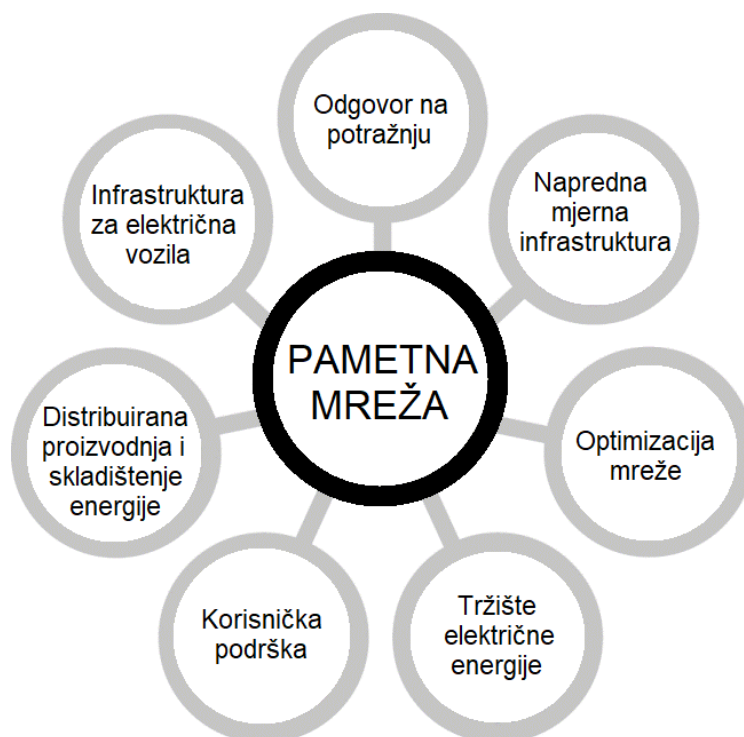 Odgovor na
potražnju
Napredna
mjerna
infrastruktura
Optimizacija
mreže
Tržište
električne
energije
Korisnička
podrška
Distribuirana
proizvodnja i
skladištenje
energije
Infrastruktura
za električna
vozila
PAMETNA
MREŽA